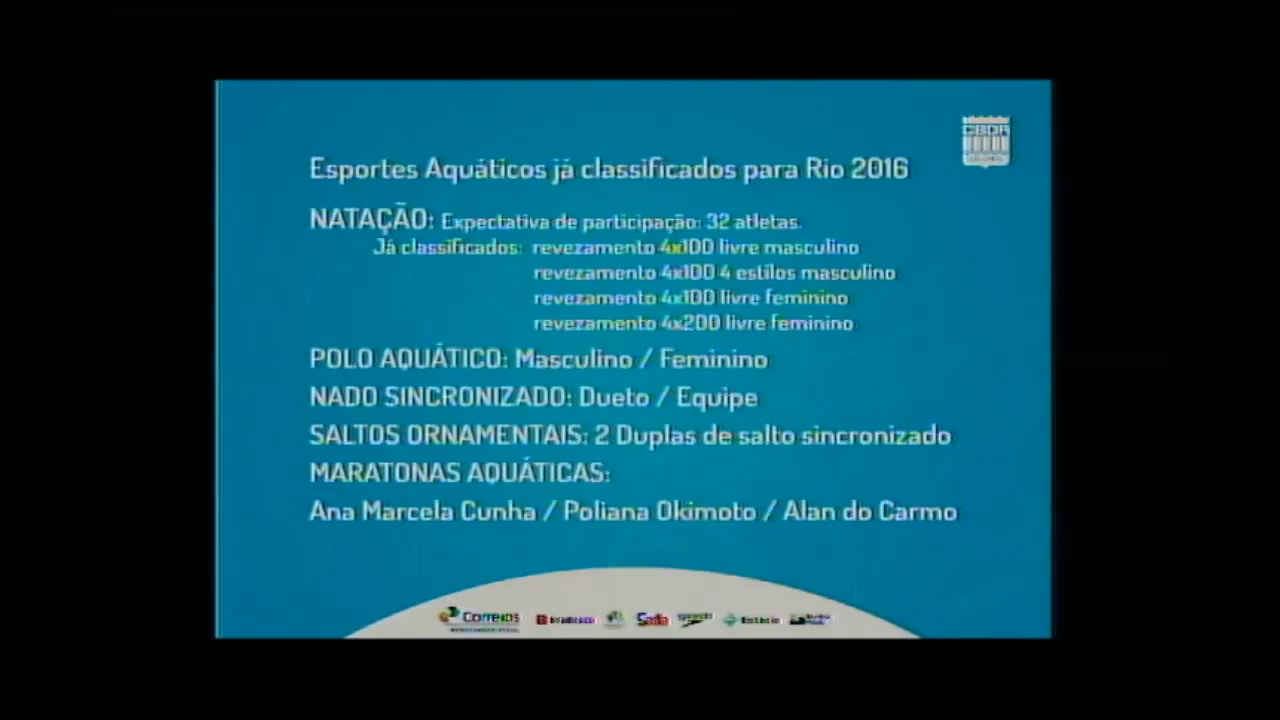 CBDA
Esportes Aquáticos já classificados para Rio 2016
NATAÇÃO: Expectativa de participação: 32 atletas.
Já classificados: revezamento 4x100 livre masculino
revezamento 4x100 4 estilos masculino
revezamento 4x100 livre feminino
revezamento 4x200 livre feminino
POLO AQUÁTICO: Masculino / Feminino
NADO SINCRONIZADO: Dueto / Equipe
SALTOS ORNAMENTAIS: 2 Duplas de salto sincronizado
MARATONAS AQUÁTICAS:
Ana Marcela Cunha / Poliana Okimoto / Alan do Carmo
Correios bradesco Sada speedo